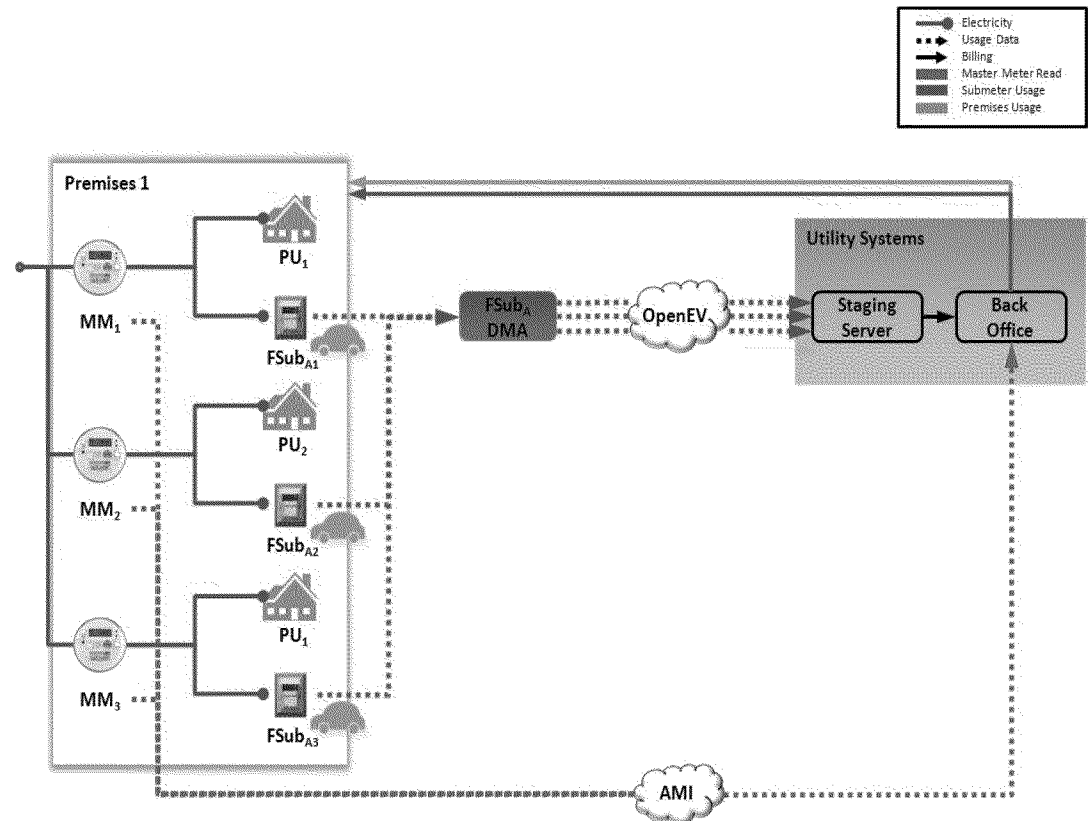 Electricity
Usage Data
Billing
Master Meter Read
Submeter Usage
Premises Usage
Premises 1
PU1
MM1
FSubA1
PU2
MM2
FSubA2
PU1
MM3
FSubA3
FSubA
DMA
OpenEV
Utility Systems
Staging
Server
Back
Office
AMI